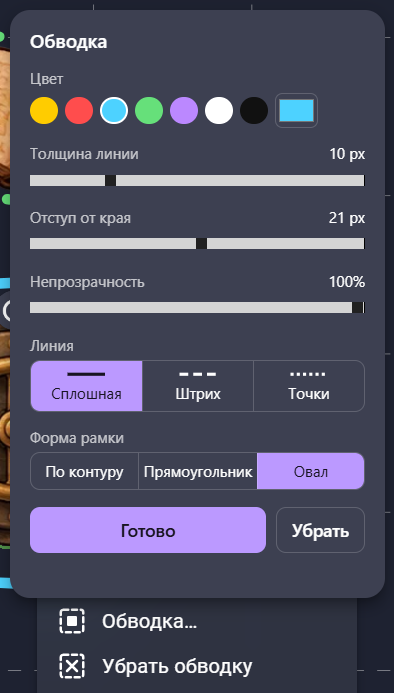 Обводка
Цвет
Толщина линии 10 px
Отступ от края 21 px
Непрозрачность 100%
Линия
Сплошная Штрих Точки
Форма рамки
По контуру Прямоугольник Овал
Готово Убрать
Обводка...
Убрать обводку